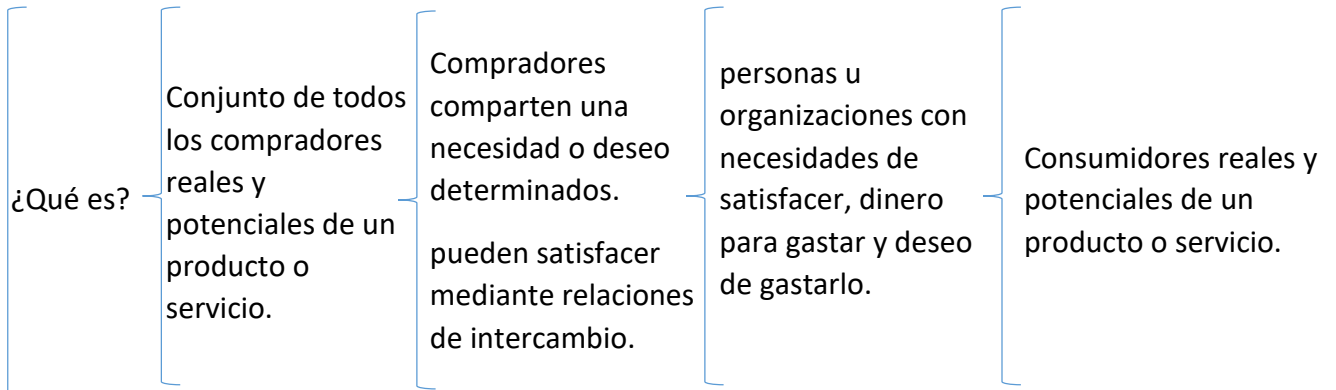 ¿Qué es?
Conjunto de todos
los compradores
reales y
potenciales de un
producto o
servicio.
Compradores
comparten una
necesidad o deseo
determinados.
pueden satisfacer
mediante relaciones
de intercambio.
personas u
organizaciones con
necesidades de
satisfacer, dinero
para gastar y deseo
de gastarlo.
Consumidores reales y
potenciales de un
producto o servicio.